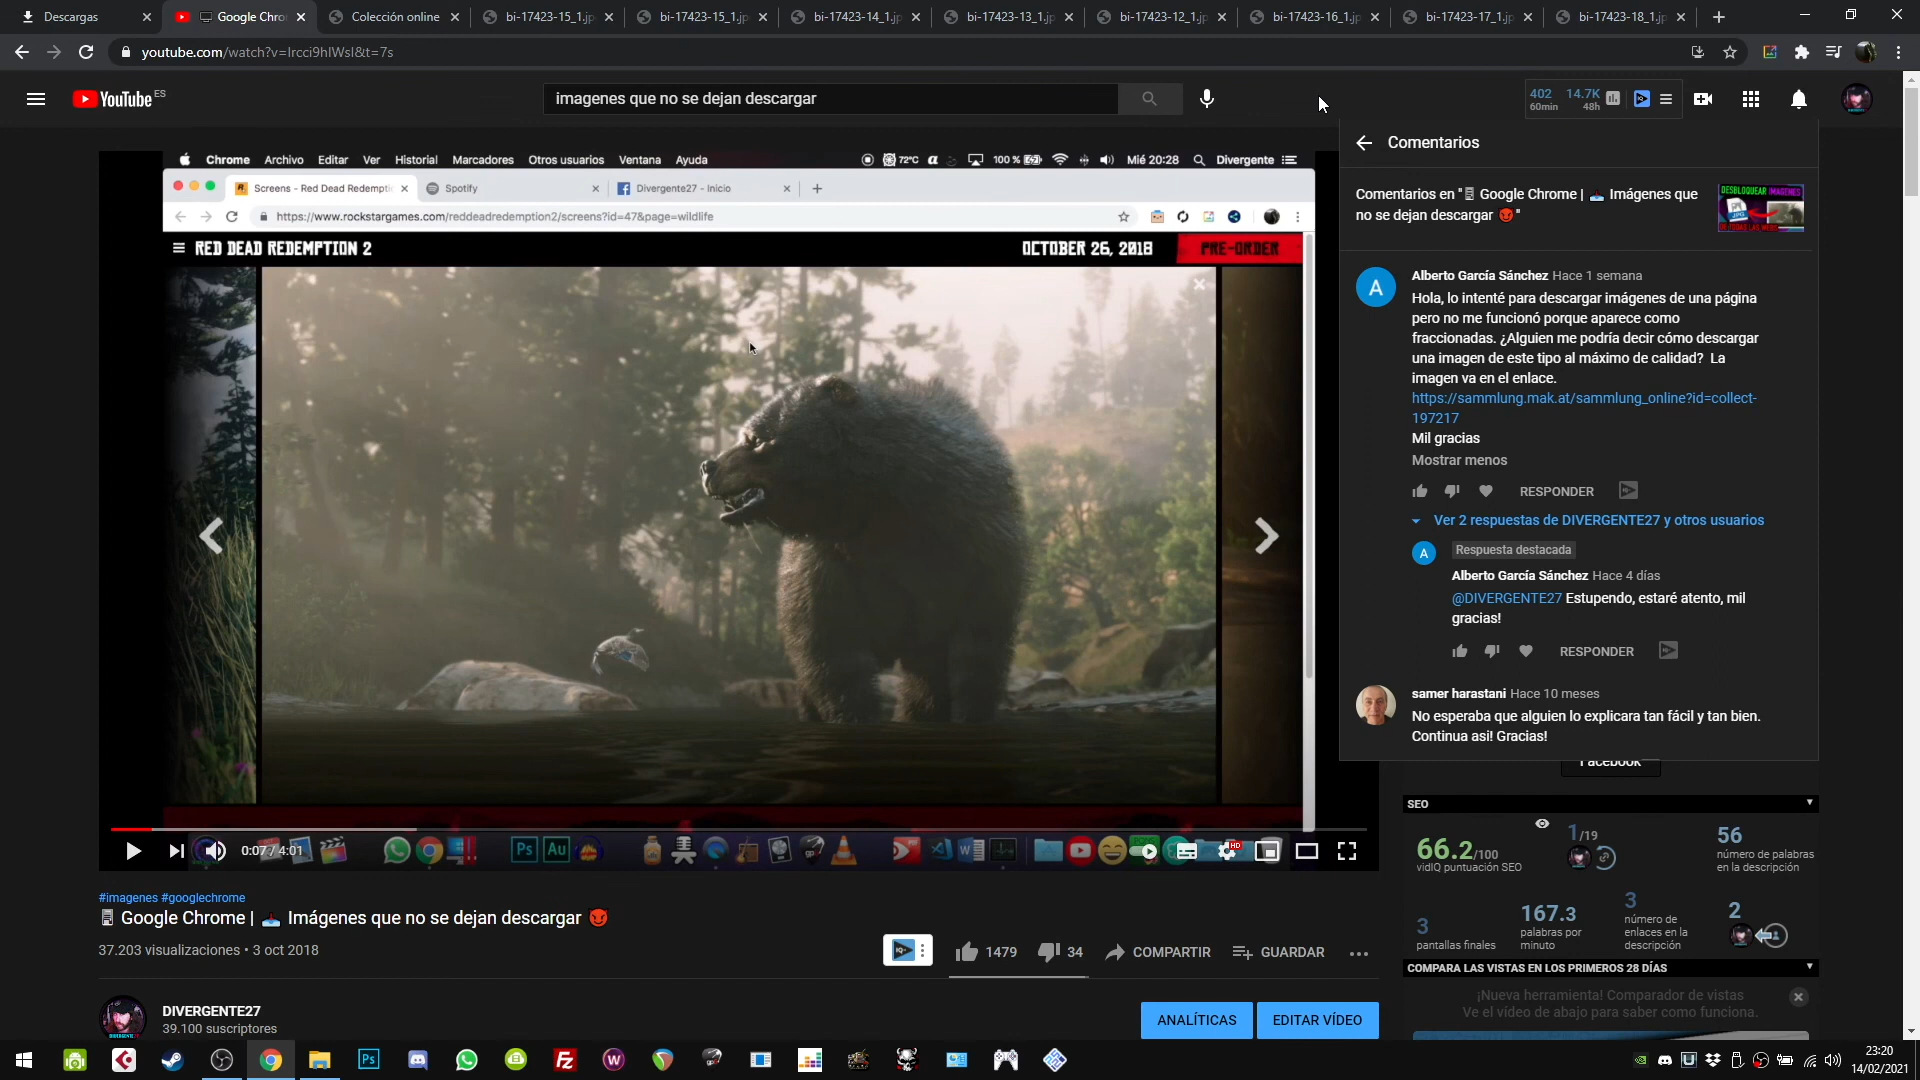 Descargas
Google Chro
Colección online
bi-17423-15_1.jp
bi-17423-15_1.jp
bi-17423-14_1.jp
bi-17423-13_1.jp
bi-17423-12_1.jp
bi-17423-16_1.jp
bi-17423-17_1.jp
bi-17423-18_1.jp
youtube.com/watch?v=lrcci9hIWsI&t=7s
YouTube ES
imagenes que no se dejan descargar
402 14.7K
60min 48h
Chrome Archivo Editar Ver Historial Marcadores Otros usuarios Ventana Ayuda
72°C 100 % Mié 20:28 Divergente
Screens - Red Dead Redempti
Spotify
Divergente27 - Inicio
https://www.rockstargames.com/reddeadredemption2/screens?id=47&page=wildlife
RED DEAD REDEMPTION 2
OCTOBER 26, 2018
PRE-ORDER
0:07 / 4:01
HD
#imagenes #googlechrome
Google Chrome | Imágenes que no se dejan descargar
37.203 visualizaciones • 3 oct 2018
1479
34
COMPARTIR
GUARDAR
DIVERGENTE27
39.100 suscriptores
ANALÍTICAS
EDITAR VÍDEO
Comentarios
Comentarios en "Google Chrome | Imágenes que
no se dejan descargar "
DESBLOQUEAR IMAGENES
JPG
DE TODAS LAS WEBS
A
Alberto García Sánchez Hace 1 semana
Hola, lo intenté para descargar imágenes de una página
pero no me funcionó porque aparece como
fraccionadas. ¿Alguien me podría decir cómo descargar
una imagen de este tipo al máximo de calidad? La
imagen va en el enlace.
https://sammlung.mak.at/sammlung_online?id=collect-
197217
Mil gracias
Mostrar menos
RESPONDER
Ver 2 respuestas de DIVERGENTE27 y otros usuarios
A
Respuesta destacada
Alberto García Sánchez Hace 4 días
@DIVERGENTE27 Estupendo, estaré atento, mil
gracias!
RESPONDER
samer harastani Hace 10 meses
No esperaba que alguien lo explicara tan fácil y tan bien.
Continua asi! Gracias!
Facebook
SEO
66.2/100
vidIQ puntuación SEO
1/19
56
número de palabras
en la descripción
3
pantallas finales
167.3
palabras por
minuto
3
número de
enlaces en la
descripción
2
COMPARA LAS VISTAS EN LOS PRIMEROS 28 DÍAS
¡Nueva herramienta! Comparador de vistas
Ve el vídeo de abajo para saber como funciona.
Ps
Au
W
Ps
W
23:20
14/02/2021